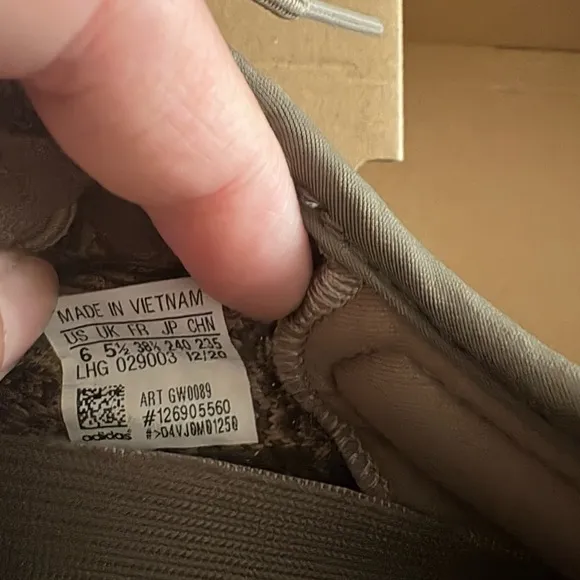 MADE IN VIETNAM
US UK FR JP CHN
6 5½ 38⅔ 240 235
LHG 029003 12/20
ART GW0089
#126905560
#>D4VJ0M01250
adidas